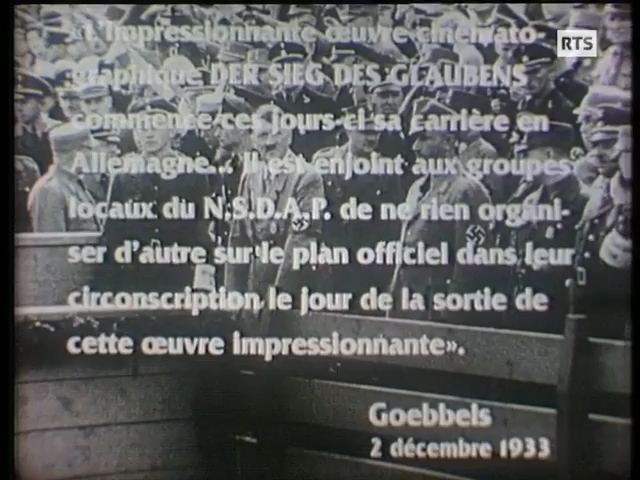 RTS
«L'impressionnante œuvre cinémato-
graphique DER SIEG DES GLAUBENS
commence ces jours-ci sa carrière en
Allemagne... Il est enjoint aux groupes
locaux du N.S.D.A.P. de ne rien organi-
ser d'autre sur le plan officiel dans leur
circonscription le jour de la sortie de
cette œuvre impressionnante».
Goebbels
2 décembre 1933